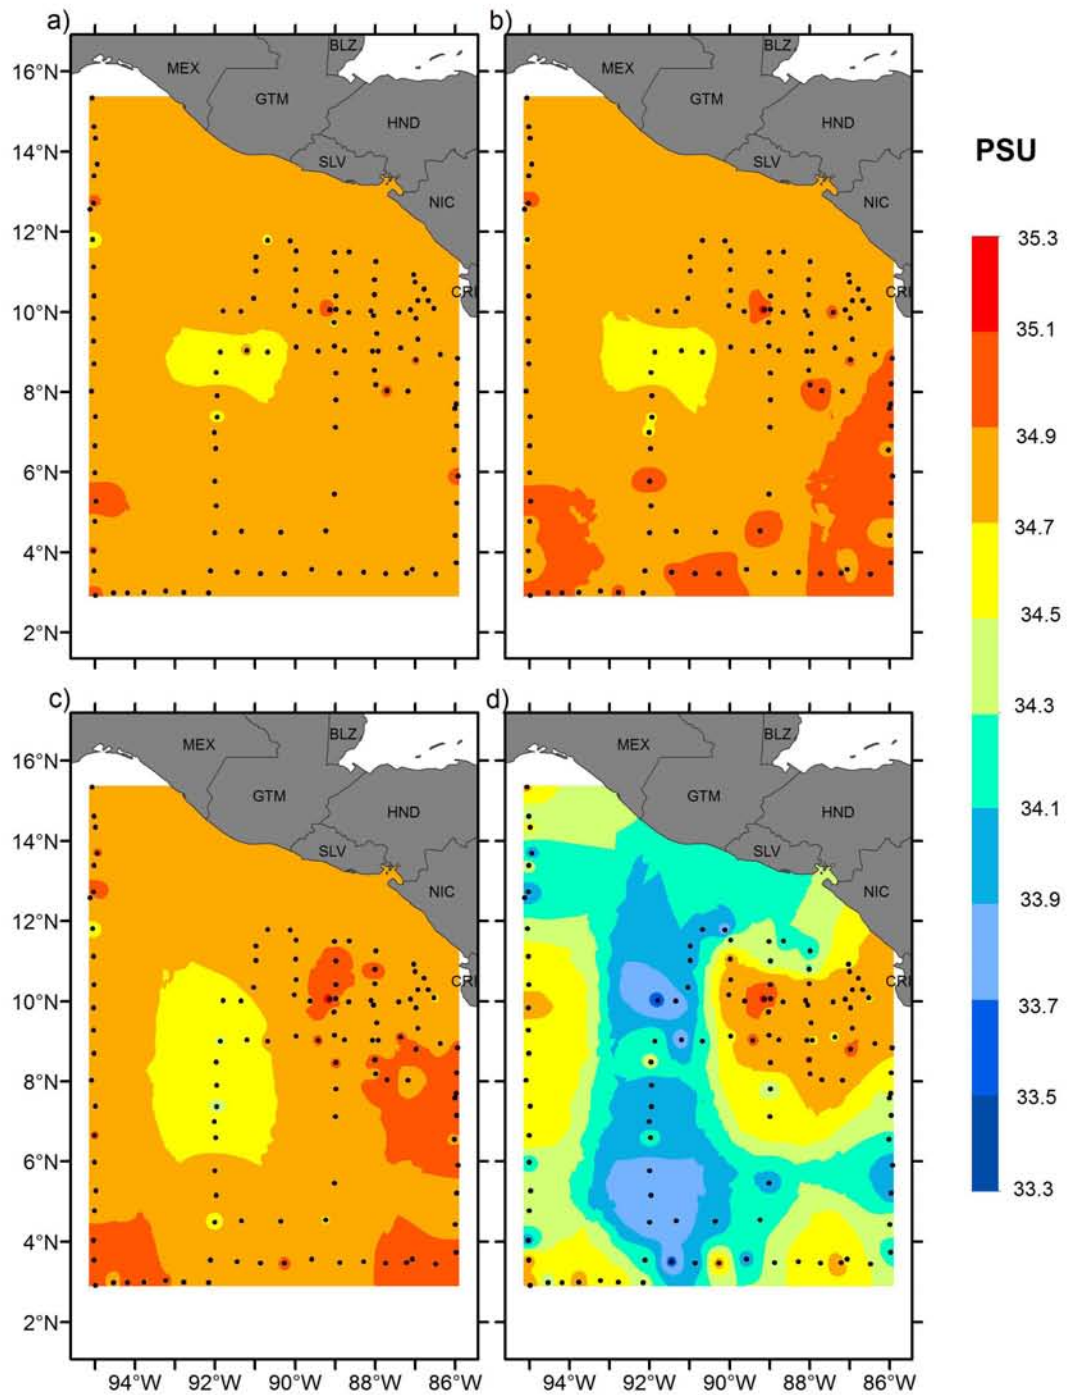 a)
b)
BLZ
BLZ
16°N
MEX
MEX
GTM
GTM
HND
HND
PSU
14°N
SLV
SLV
NIC
NIC
35.3
12°N
CRI
35.1
10°N
34.9
8°N
34.7
6°N
34.5
4°N
34.3
2°N
c)
d)
BLZ
BLZ
16°N
MEX
MEX
34.1
GTM
GTM
HND
HND
14°N
SLV
SLV
33.9
NIC
NIC
12°N
33.7
CRI
CRI
10°N
33.5
8°N
33.3
6°N
4°N
2°N
94°W 92°W 90°W 88°W 86°W 94°W 92°W 90°W 88°W 86°W